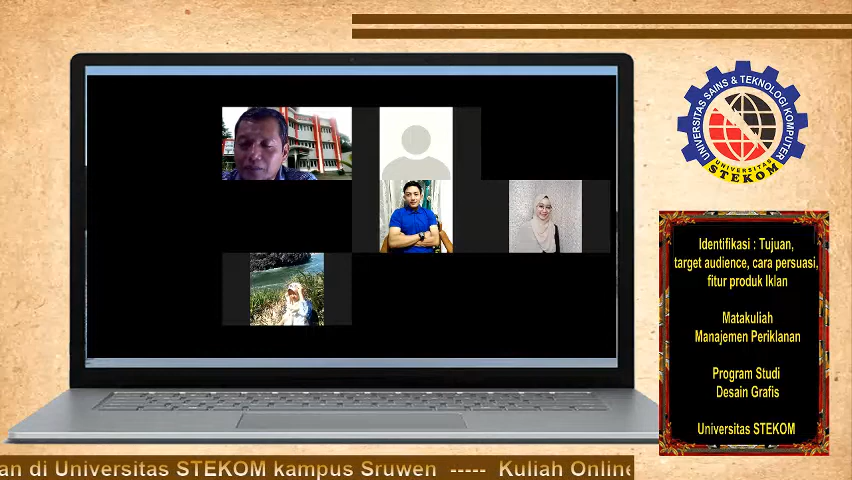 UNIVERSITAS SAINS & TEKNOLOGI KOMPUTER
UNIVERSITAS
STEKOM
Identifikasi : Tujuan,
target audience, cara persuasi,
fitur produk Iklan
Matakuliah
Manajemen Periklanan
Program Studi
Desain Grafis
Universitas STEKOM
an di Universitas STEKOM kampus Sruwen ----- Kuliah Online